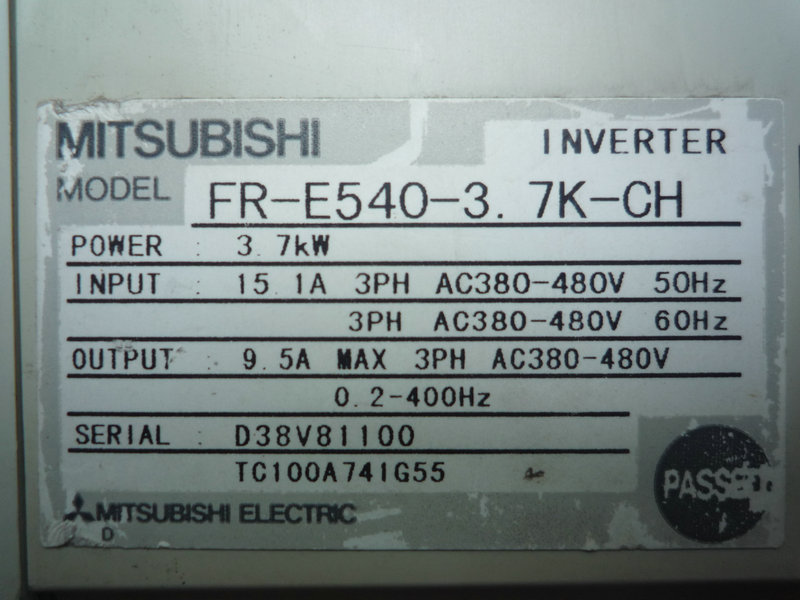 MITSUBISHI INVERTER
MODEL FR-E540-3.7K-CH
POWER : 3.7kW
INPUT : 15.1A 3PH AC380-480V 50Hz
3PH AC380-480V 60Hz
OUTPUT : 9.5A MAX 3PH AC380-480V
0.2-400Hz
SERIAL : D38V81100
TC100A741G55
PASSED
MITSUBISHI ELECTRIC
D